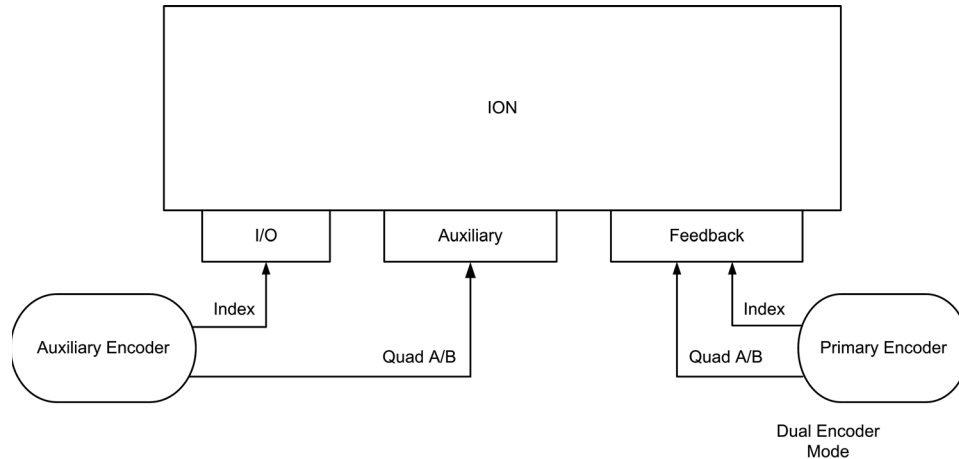 ION
I/O
Auxiliary
Feedback
Index
Index
Auxiliary Encoder
Primary Encoder
Quad A/B
Quad A/B
Dual Encoder
Mode